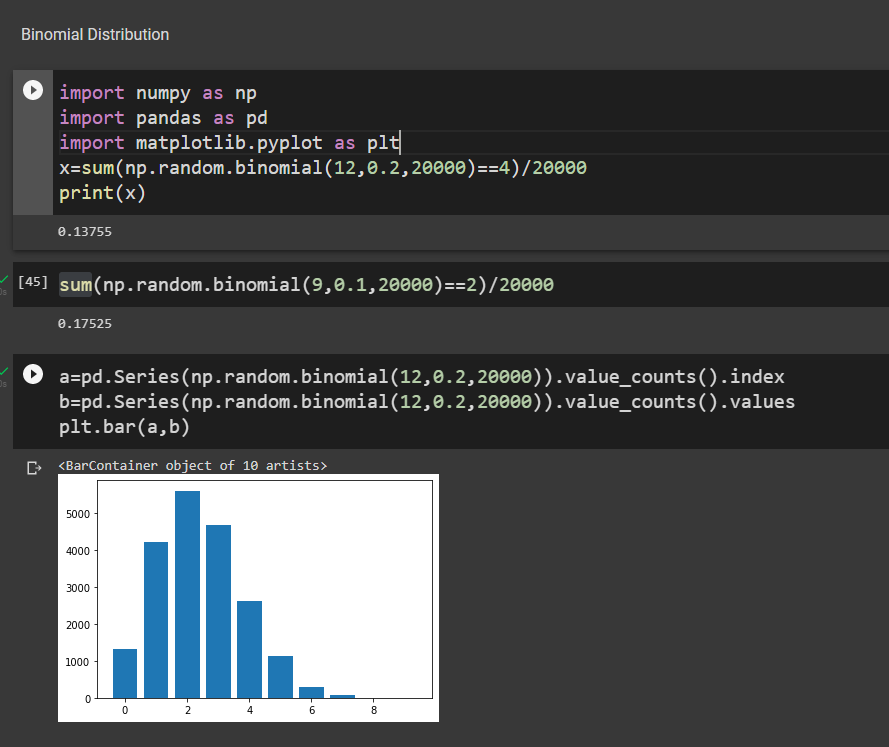 Binomial Distribution
import numpy as np
import pandas as pd
import matplotlib.pyplot as plt
x=sum(np.random.binomial(12,0.2,20000)==4)/20000
print(x)
0.13755
[45] sum(np.random.binomial(9,0.1,20000)==2)/20000
0s
0.17525
a=pd.Series(np.random.binomial(12,0.2,20000)).value_counts().index
0s
b=pd.Series(np.random.binomial(12,0.2,20000)).value_counts().values
plt.bar(a,b)
<BarContainer object of 10 artists>
5000
4000
3000
2000
1000
0
0 2 4 6 8